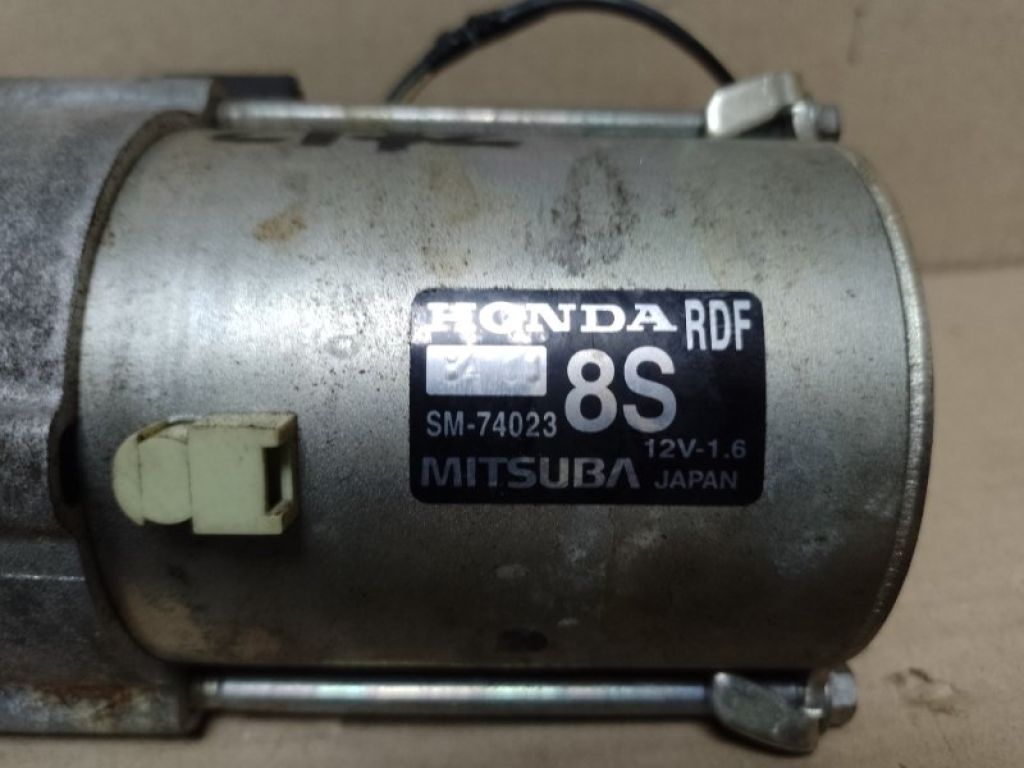 HONDA RDF
8S
SM-74023
12V-1.6
MITSUBA JAPAN